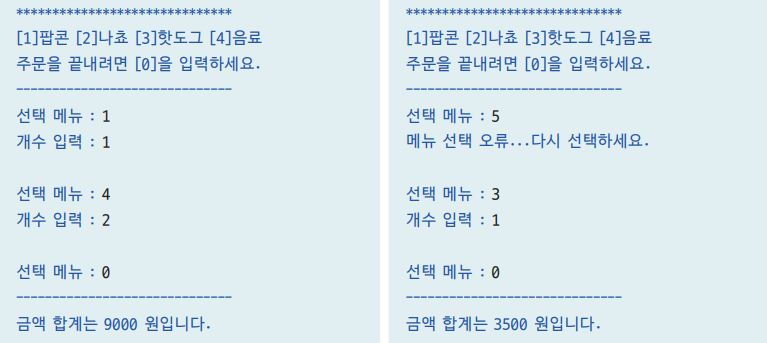 *****************************
[1]팝콘 [2]나쵸 [3]핫도그 [4]음료
주문을 끝내려면 [0]을 입력하세요.
-----------------------------
선택 메뉴 : 1
개수 입력 : 1
선택 메뉴 : 4
개수 입력 : 2
선택 메뉴 : 0
-----------------------------
금액 합계는 9000 원입니다.
*****************************
[1]팝콘 [2]나쵸 [3]핫도그 [4]음료
주문을 끝내려면 [0]을 입력하세요.
-----------------------------
선택 메뉴 : 5
메뉴 선택 오류...다시 선택하세요.
선택 메뉴 : 3
개수 입력 : 1
선택 메뉴 : 0
-----------------------------
금액 합계는 3500 원입니다.